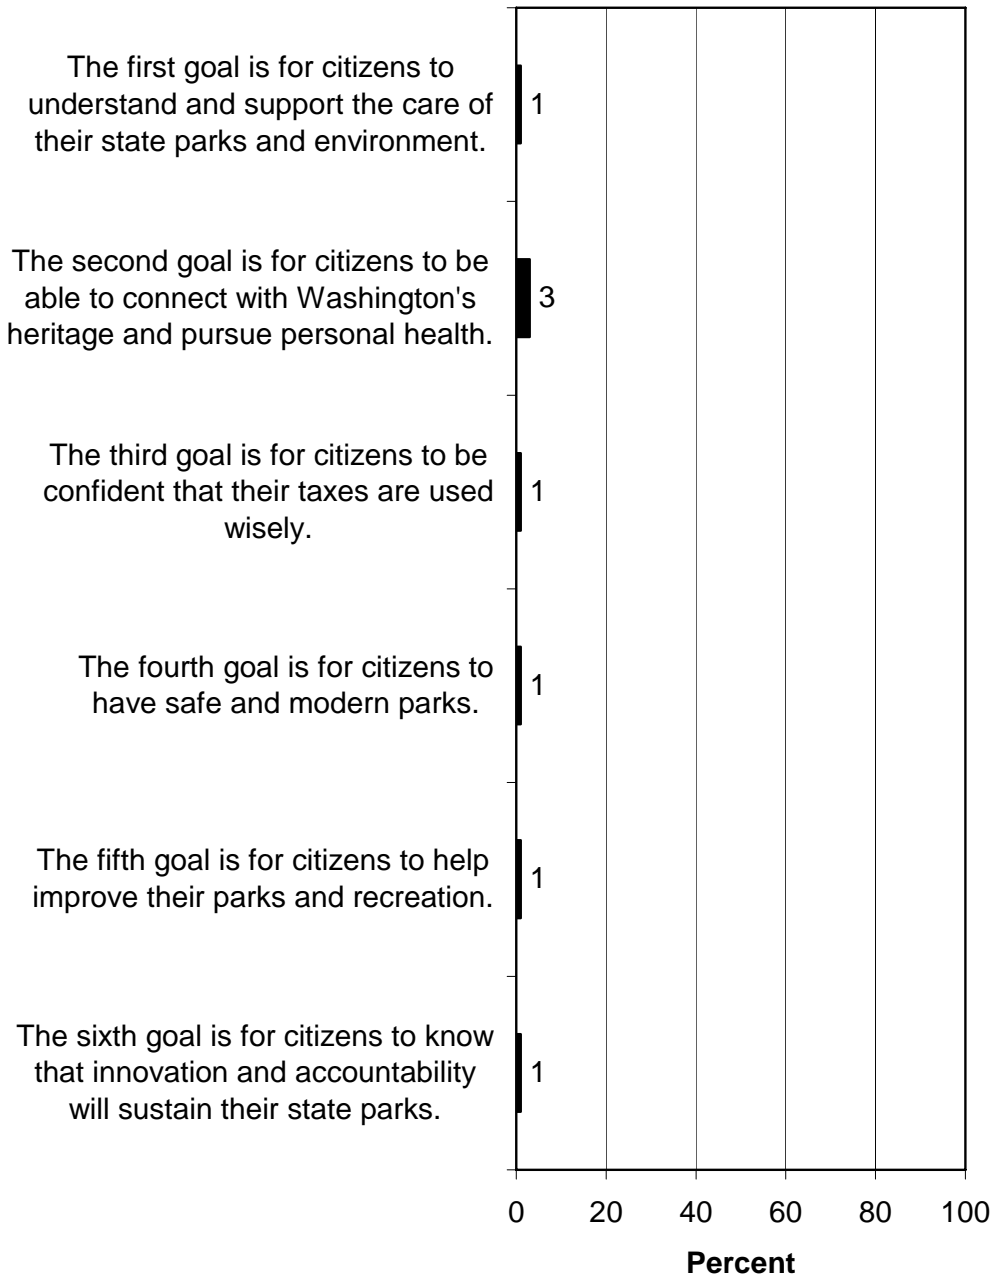 The first goal is for citizens to
understand and support the care of
their state parks and environment.
1
The second goal is for citizens to be
able to connect with Washington's
heritage and pursue personal health.
3
The third goal is for citizens to be
confident that their taxes are used
wisely.
1
The fourth goal is for citizens to
have safe and modern parks.
1
The fifth goal is for citizens to help
improve their parks and recreation.
1
The sixth goal is for citizens to know
that innovation and accountability
will sustain their state parks.
1
0 20 40 60 80 100
Percent